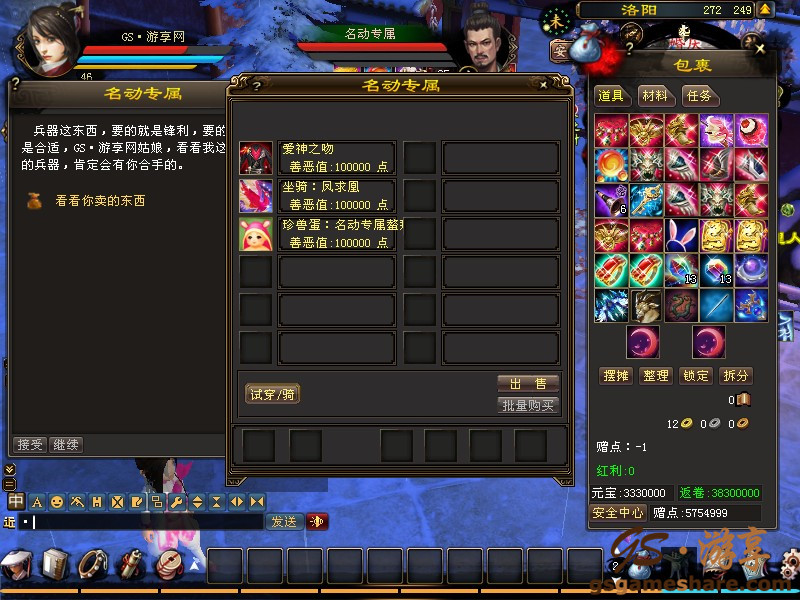 洛阳 272 249
GS·游享网
46
名动专属
未
安
名动专属
兵器这东西，要的就是锋利，要的
是合适，GS·游享网姑娘，看看我这
的兵器，肯定会有你合手的。
看看你卖的东西
接受 继续
名动专属
爱神之吻
善恶值:100000 点
坐骑：凤求凰
善恶值:100000 点
珍兽蛋：名动专属
善恶值:100000 点
试穿/骑
出 售
批量购买
包裹
道具 材料 任务
6
13 13
摆摊 整理 锁定 拆分
0
12 0 0
赠点：-1
红利:0
元宝:3330000 返卷:38300000
安全中心 赠点:5754999
中 A H
近
发送
2
GS·游享
gsgameshare.com